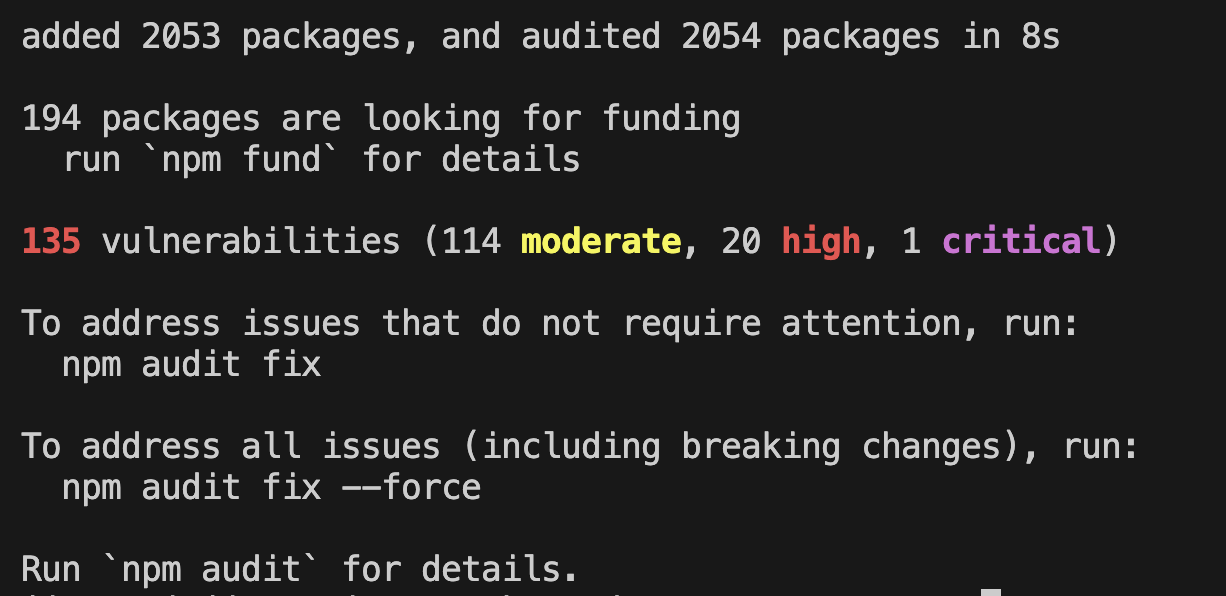 added 2053 packages, and audited 2054 packages in 8s
194 packages are looking for funding
run `npm fund` for details
135 vulnerabilities (114 moderate, 20 high, 1 critical)
To address issues that do not require attention, run:
npm audit fix
To address all issues (including breaking changes), run:
npm audit fix --force
Run `npm audit` for details.